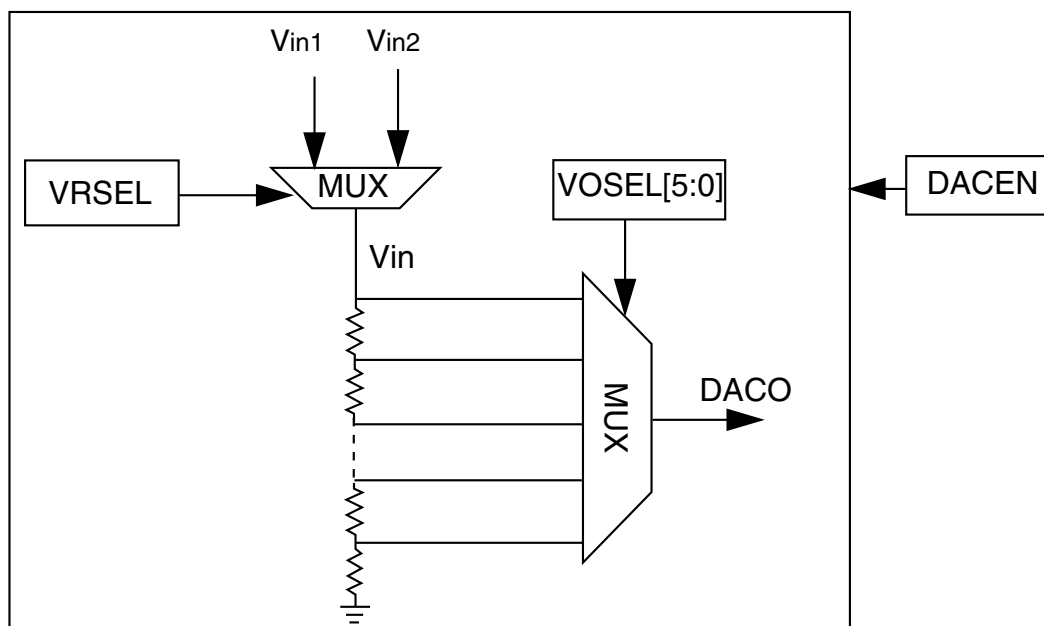 Vin1 Vin2
VRSEL
MUX
VOSEL[5:0]
DACEN
Vin
MUX
DACO